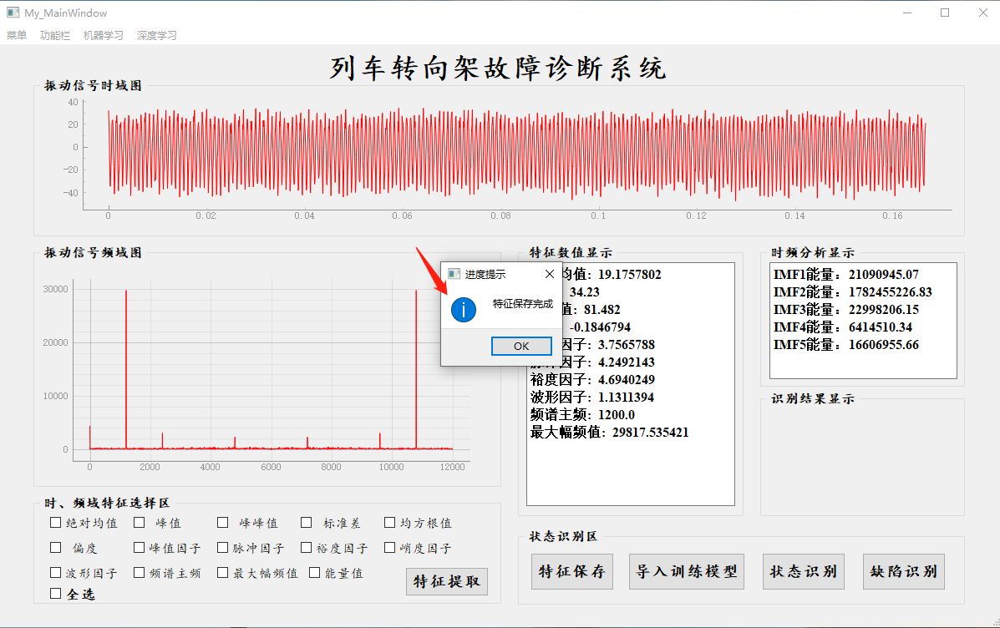 My_MainWindow
菜单 功能栏 机器学习 深度学习
列车转向架故障诊断系统
振动信号时域图
40
20
0
−20
−40
0 0.02 0.04 0.06 0.08 0.1 0.12 0.14 0.16
振动信号频域图
30000
20000
10000
0
0 2000 4000 6000 8000 10000 12000
进度提示
特征保存完成
OK
特征数值显示
均值: 19.1757802
34.23
值: 81.482
-0.1846794
因子: 3.7565788
因子: 4.2492143
裕度因子: 4.6940249
波形因子: 1.1311394
频谱主频: 1200.0
最大幅频值: 29817.535421
时频分析显示
IMF1能量: 21090945.07
IMF2能量: 1782455226.83
IMF3能量: 22998206.15
IMF4能量: 6414510.34
IMF5能量: 16606955.66
识别结果显示
时、频域特征选择区
绝对均值 峰值 峰峰值 标准差 均方根值
偏度 峰值因子 脉冲因子 裕度因子 峭度因子
波形因子 频谱主频 最大幅频值 能量值
全选
特征提取
状态识别区
特征保存 导入训练模型 状态识别 缺陷识别